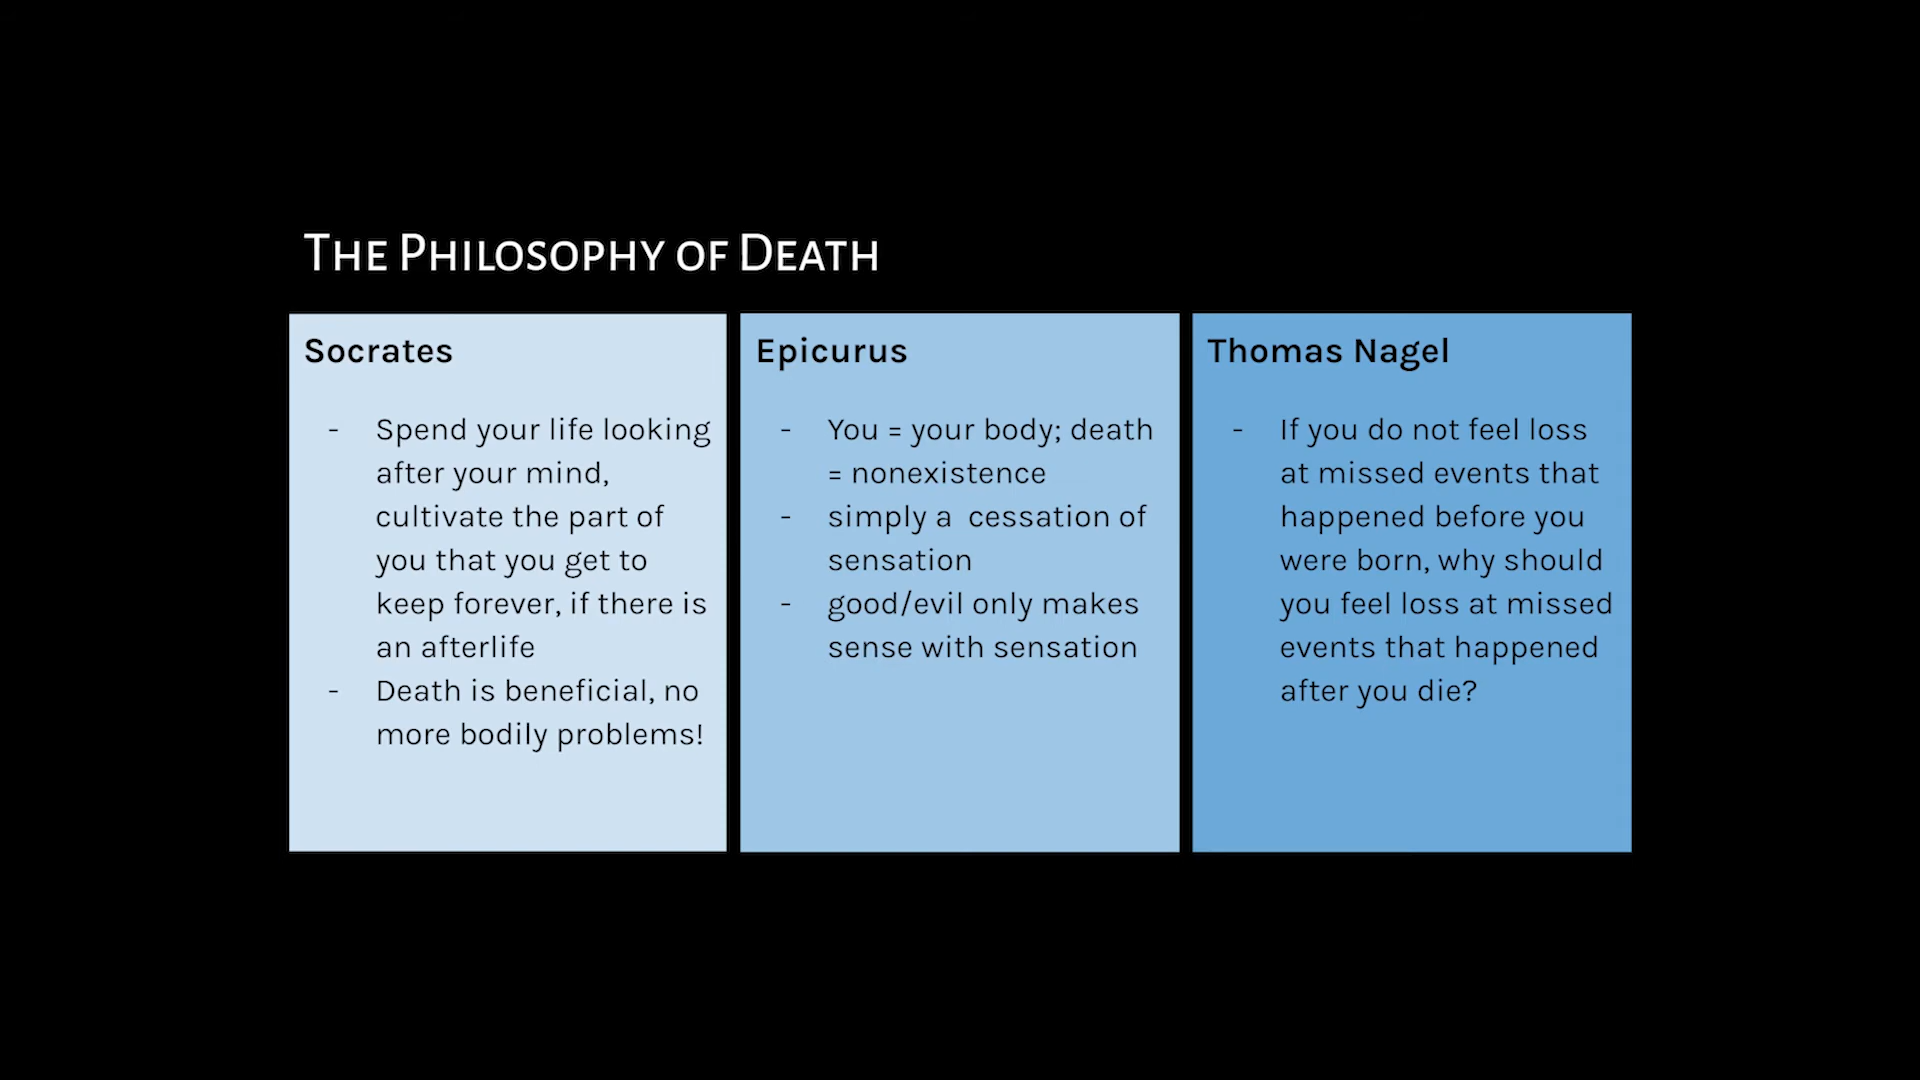 The Philosophy of Death
Socrates
- Spend your life looking
after your mind,
cultivate the part of
you that you get to
keep forever, if there is
an afterlife
- Death is beneficial, no
more bodily problems!
Epicurus
- You = your body; death
= nonexistence
- simply a  cessation of
sensation
- good/evil only makes
sense with sensation
Thomas Nagel
- If you do not feel loss
at missed events that
happened before you
were born, why should
you feel loss at missed
events that happened
after you die?